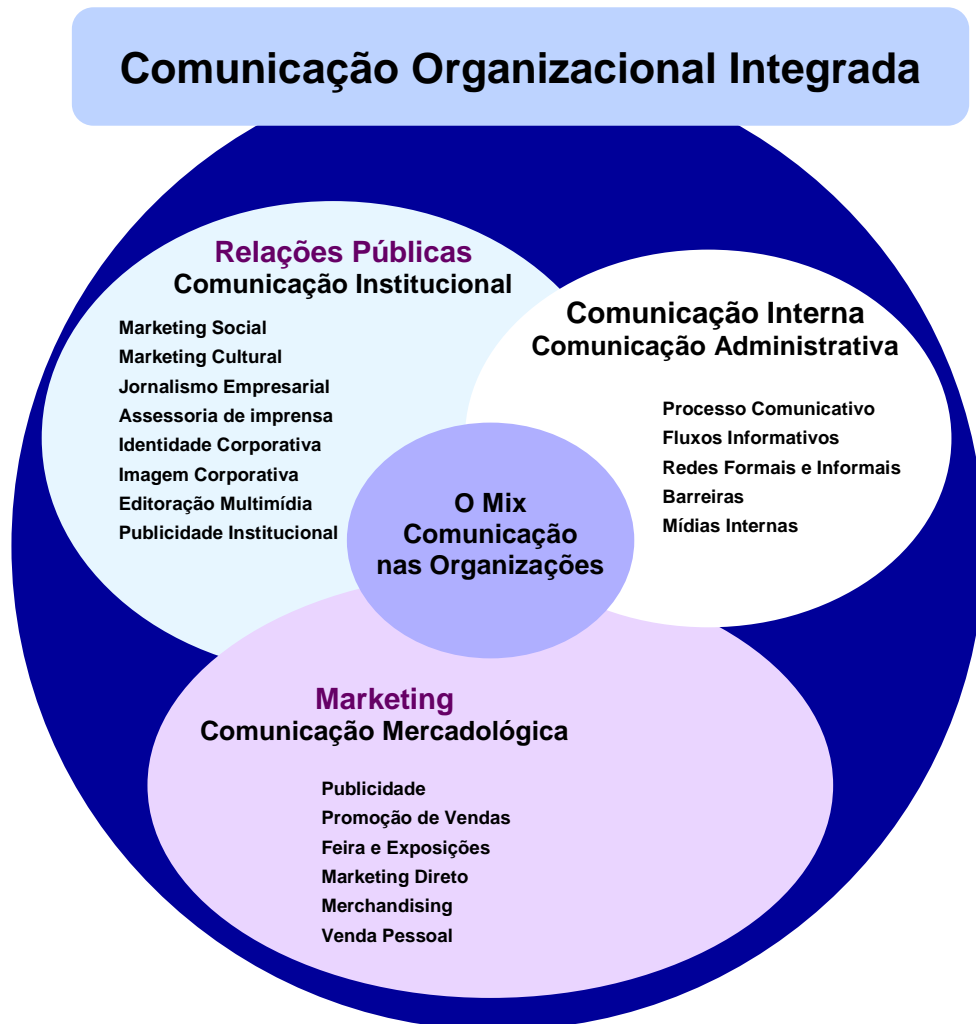 Comunicação Organizacional Integrada
Relações Públicas
Comunicação Institucional
Marketing Social
Marketing Cultural
Jornalismo Empresarial
Assessoria de imprensa
Identidade Corporativa
Imagem Corporativa
Editoração Multimídia
Publicidade Institucional
Comunicação Interna
Comunicação Administrativa
Processo Comunicativo
Fluxos Informativos
Redes Formais e Informais
Barreiras
Mídias Internas
O Mix
Comunicação
nas Organizações
Marketing
Comunicação Mercadológica
Publicidade
Promoção de Vendas
Feira e Exposições
Marketing Direto
Merchandising
Venda Pessoal